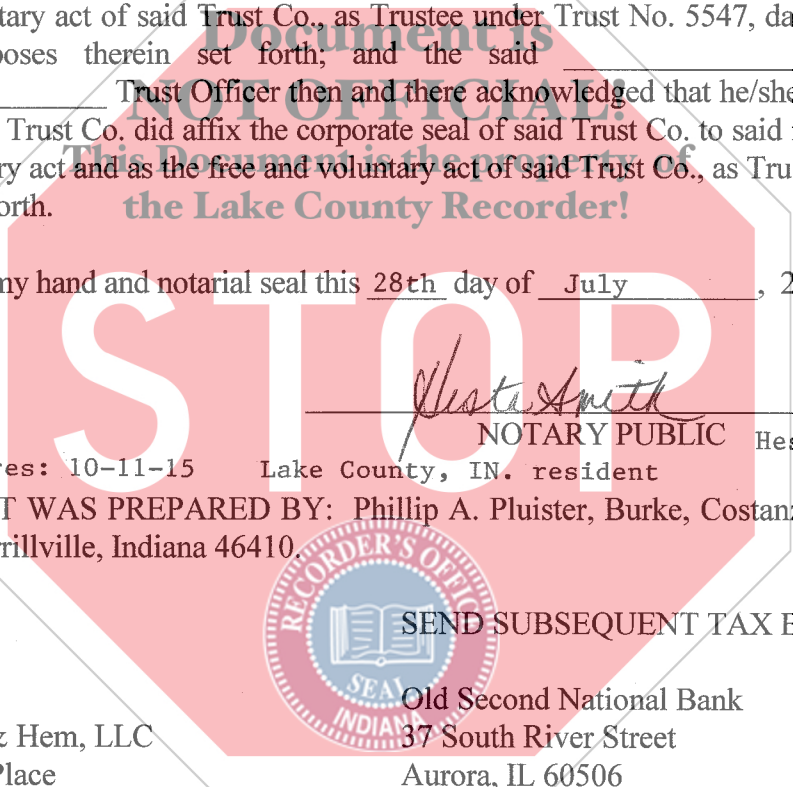 tary act of said Trust Co., as Trustee under Trust No. 5547, da
Document is
poses therein set forth; and the said
NOT OFFICIAL!
Trust Officer then and there acknowledged that he/she
Trust Co. did affix the corporate seal of said Trust Co. to said
This Document is the property of
ry act and as the free and voluntary act of said Trust Co., as Tru
orth.
the Lake County Recorder!
my hand and notarial seal this 28th day of July, 2
STOP
Hesta Smith
NOTARY PUBLIC Hes
res: 10-11-15 Lake County, IN. resident
T WAS PREPARED BY: Phillip A. Pluister, Burke, Costanz
rrillville, Indiana 46410.
RECORDER'S OFFICE
SEAL
INDIANA
SEND SUBSEQUENT TAX B
Old Second National Bank
& Hem, LLC
37 South River Street
Place
Aurora, IL 60506